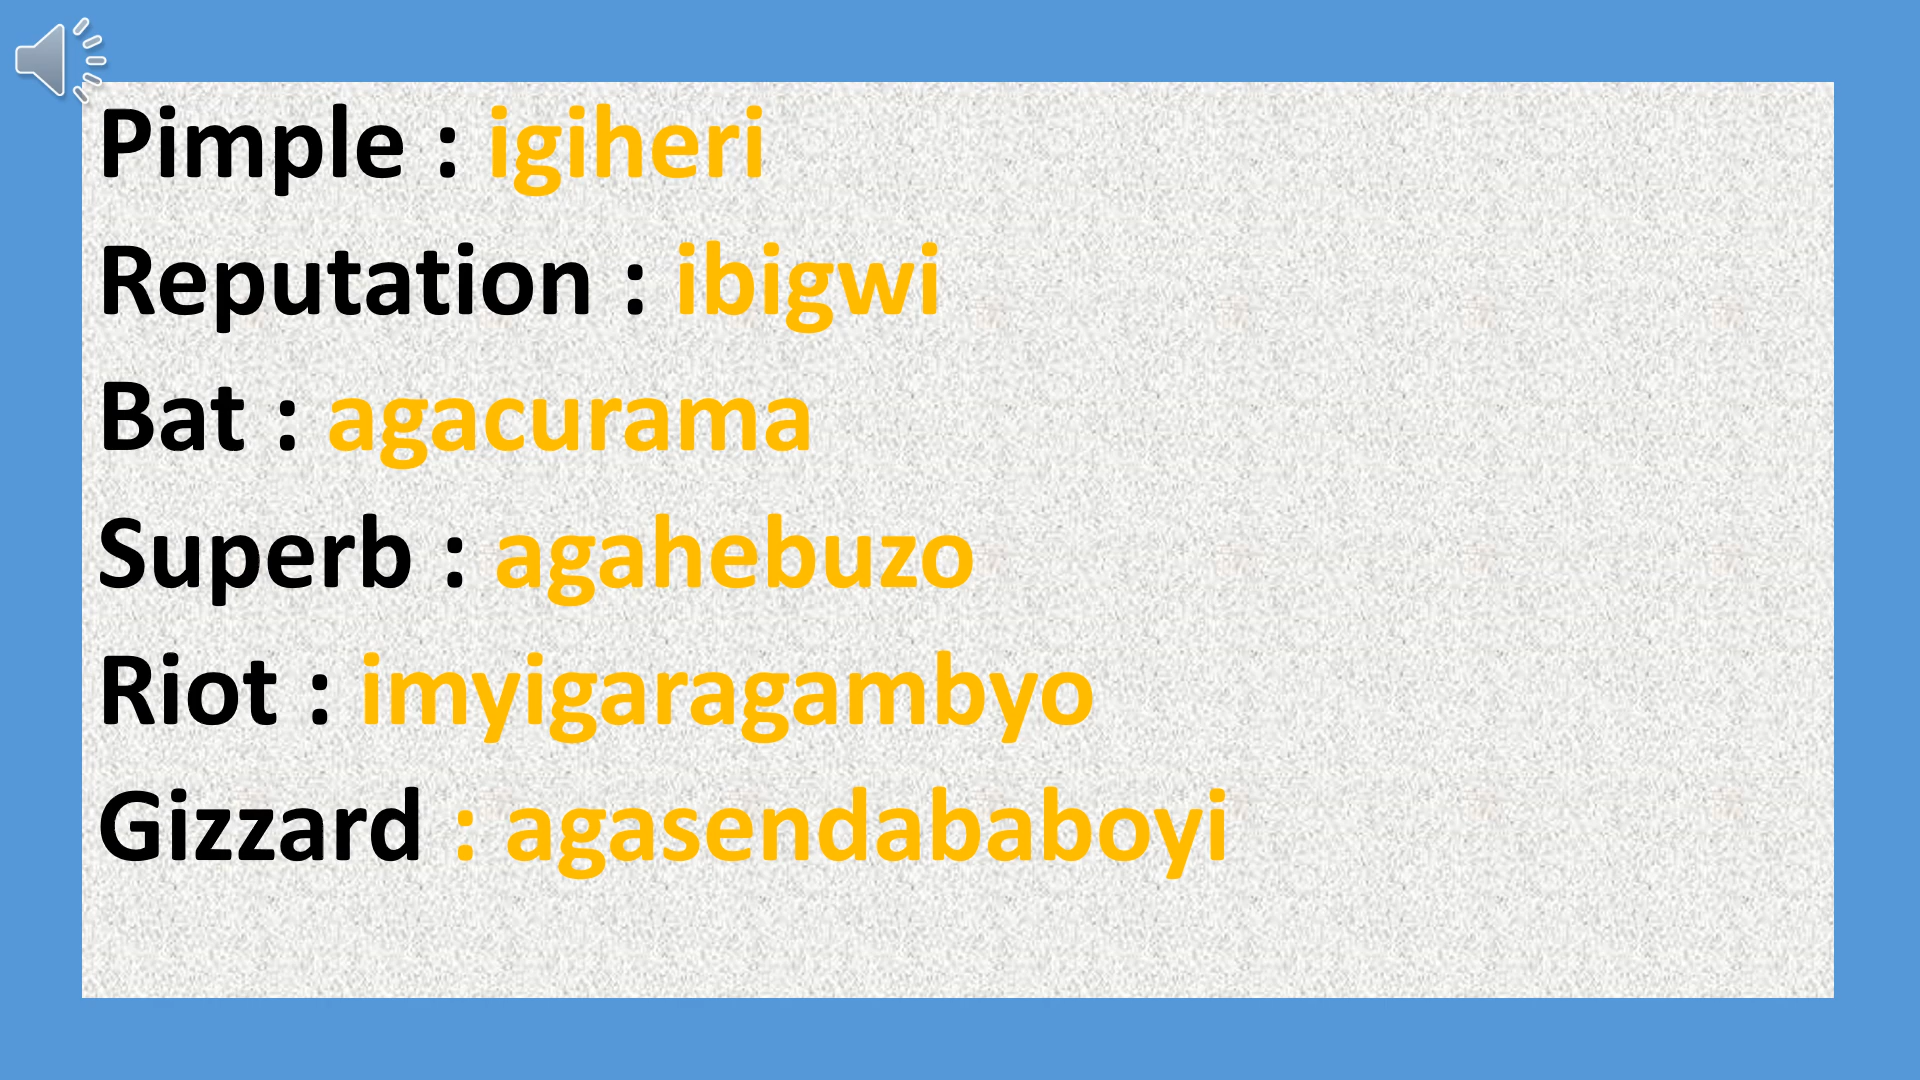 Pimple : igiheri
Reputation : ibigwi
Bat : agacurama
Superb : agahebuzo
Riot : imyigaragambyo
Gizzard : agasendababoyi